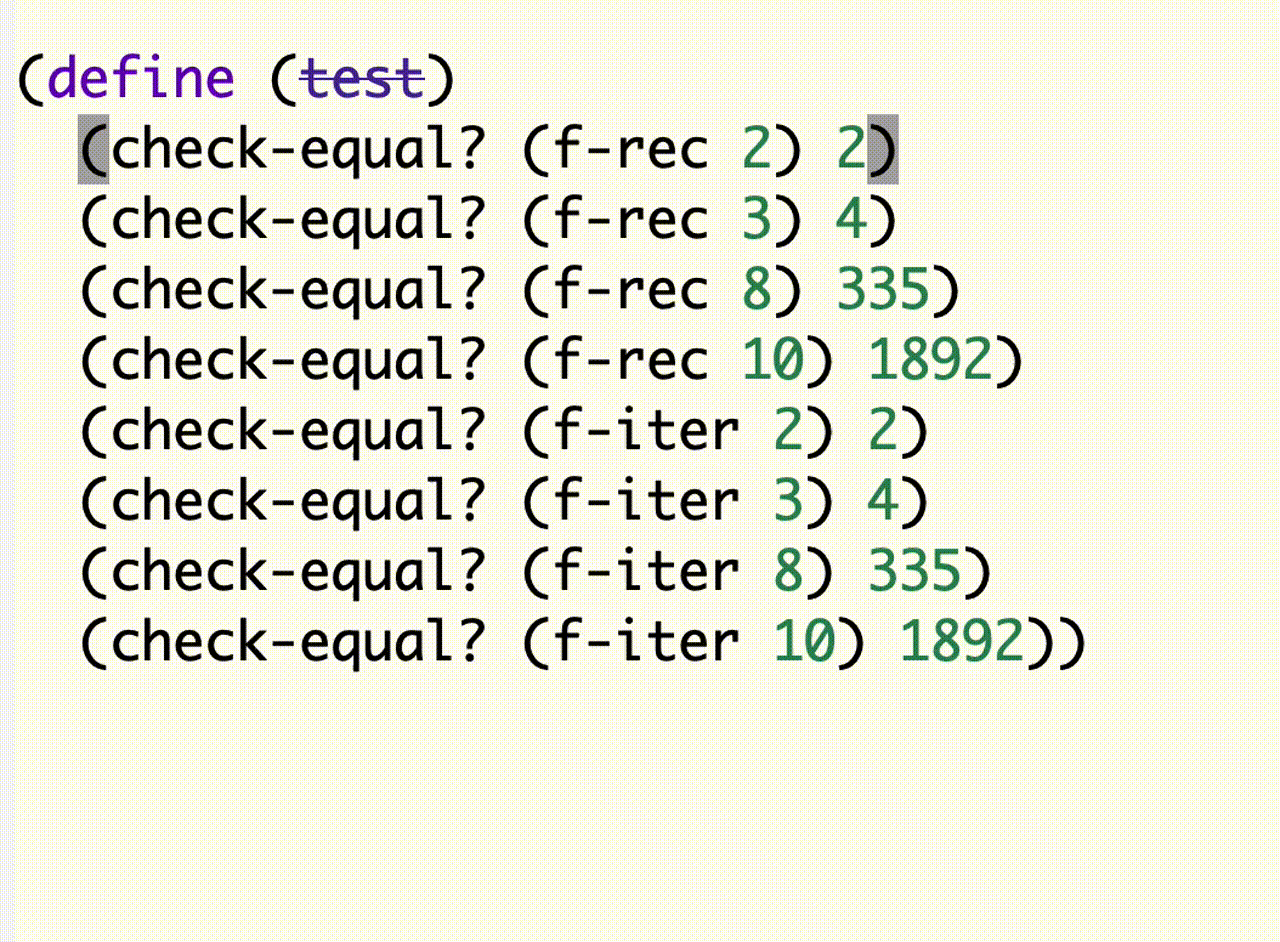 (define (test)
  (check-equal? (f-rec 2) 2)
  (check-equal? (f-rec 3) 4)
  (check-equal? (f-rec 8) 335)
  (check-equal? (f-rec 10) 1892)
  (check-equal? (f-iter 2) 2)
  (check-equal? (f-iter 3) 4)
  (check-equal? (f-iter 8) 335)
  (check-equal? (f-iter 10) 1892))